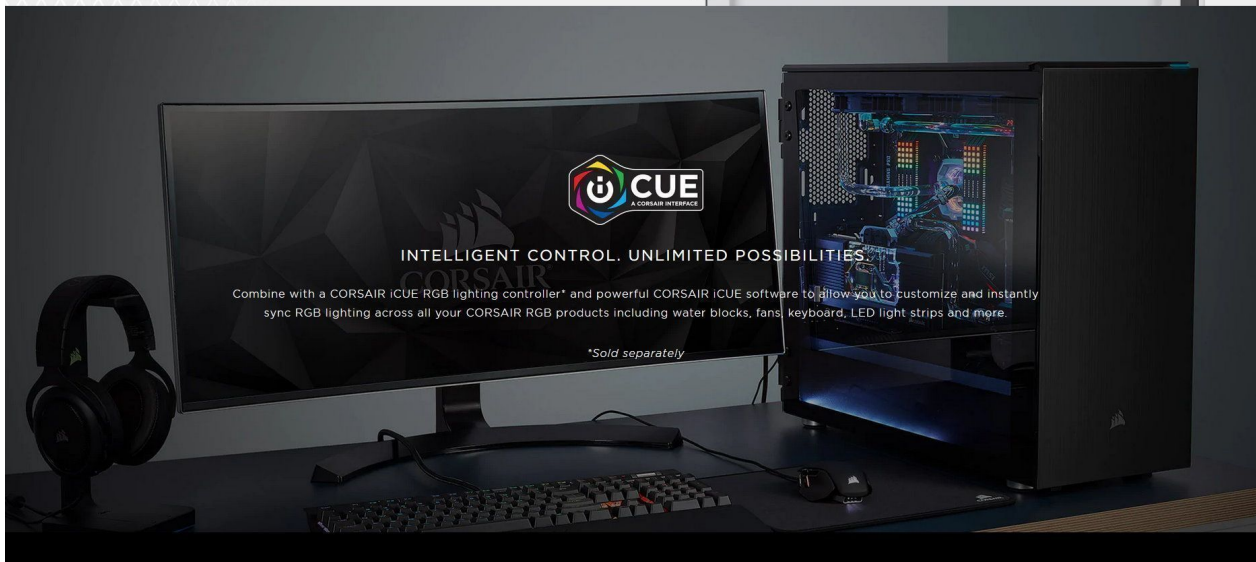 iCUE
A CORSAIR INTERFACE
INTELLIGENT CONTROL. UNLIMITED POSSIBILITIES.
CORSAIR
Combine with a CORSAIR iCUE RGB lighting controller* and powerful CORSAIR iCUE software to allow you to customize and instantly
sync RGB lighting across all your CORSAIR RGB products including water blocks, fans, keyboard, LED light strips and more.
*Sold separately